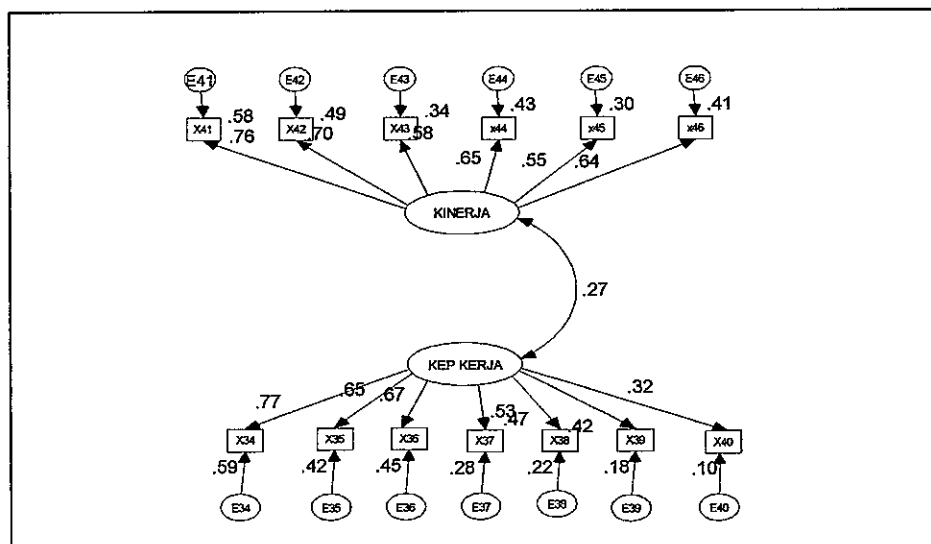 E41 E42 E43 E44 E45 E46
.58 .49 .34 .43 .30 .41
X41 X42 X43 x44 x45 x46
.76 .70 .58 .65 .55 .64
KINERJA
.27
KEP KERJA
.77 .65 .67 .53 .47 .42 .32
X34 X35 X36 X37 X38 X39 X40
.59 .42 .45 .28 .22 .18 .10
E34 E35 E36 E37 E38 E39 E40